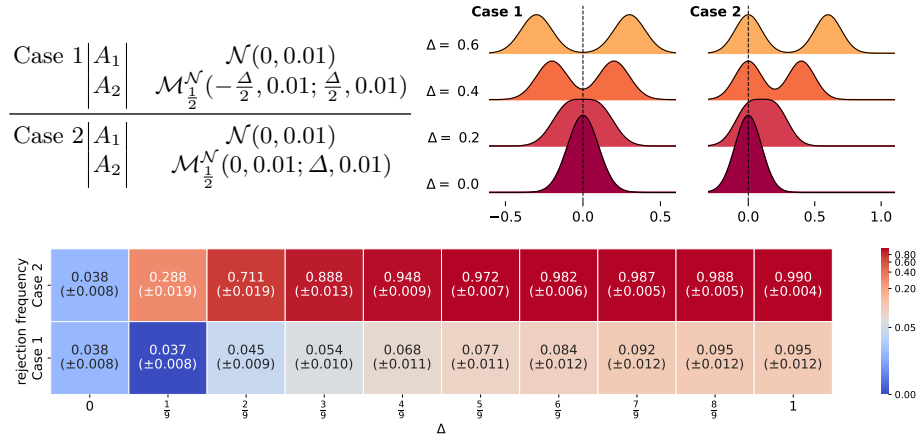 Case 1 A₁ 𝒩(0, 0.01)
A₂ ℳ^𝒩_{1/2}(−Δ/2, 0.01; Δ/2, 0.01)
Case 2 A₁ 𝒩(0, 0.01)
A₂ ℳ^𝒩_{1/2}(0, 0.01; Δ, 0.01)
Case 1 Case 2
Δ = 0.6
Δ = 0.4
Δ = 0.2
Δ = 0.0
−0.5 0.0 0.5 0.0 0.5 1.0
rejection frequency
Case 2
0.038 0.288 0.711 0.888 0.948 0.972 0.982 0.987 0.988 0.990
(±0.008) (±0.019) (±0.019) (±0.013) (±0.009) (±0.007) (±0.006) (±0.005) (±0.005) (±0.004)
Case 1
0.038 0.037 0.045 0.054 0.068 0.077 0.084 0.092 0.095 0.095
(±0.008) (±0.008) (±0.009) (±0.010) (±0.011) (±0.011) (±0.012) (±0.012) (±0.012) (±0.012)
0 1/9 2/9 3/9 4/9 5/9 6/9 7/9 8/9 1
Δ
0.80
0.60
0.40
0.20
0.05
0.00